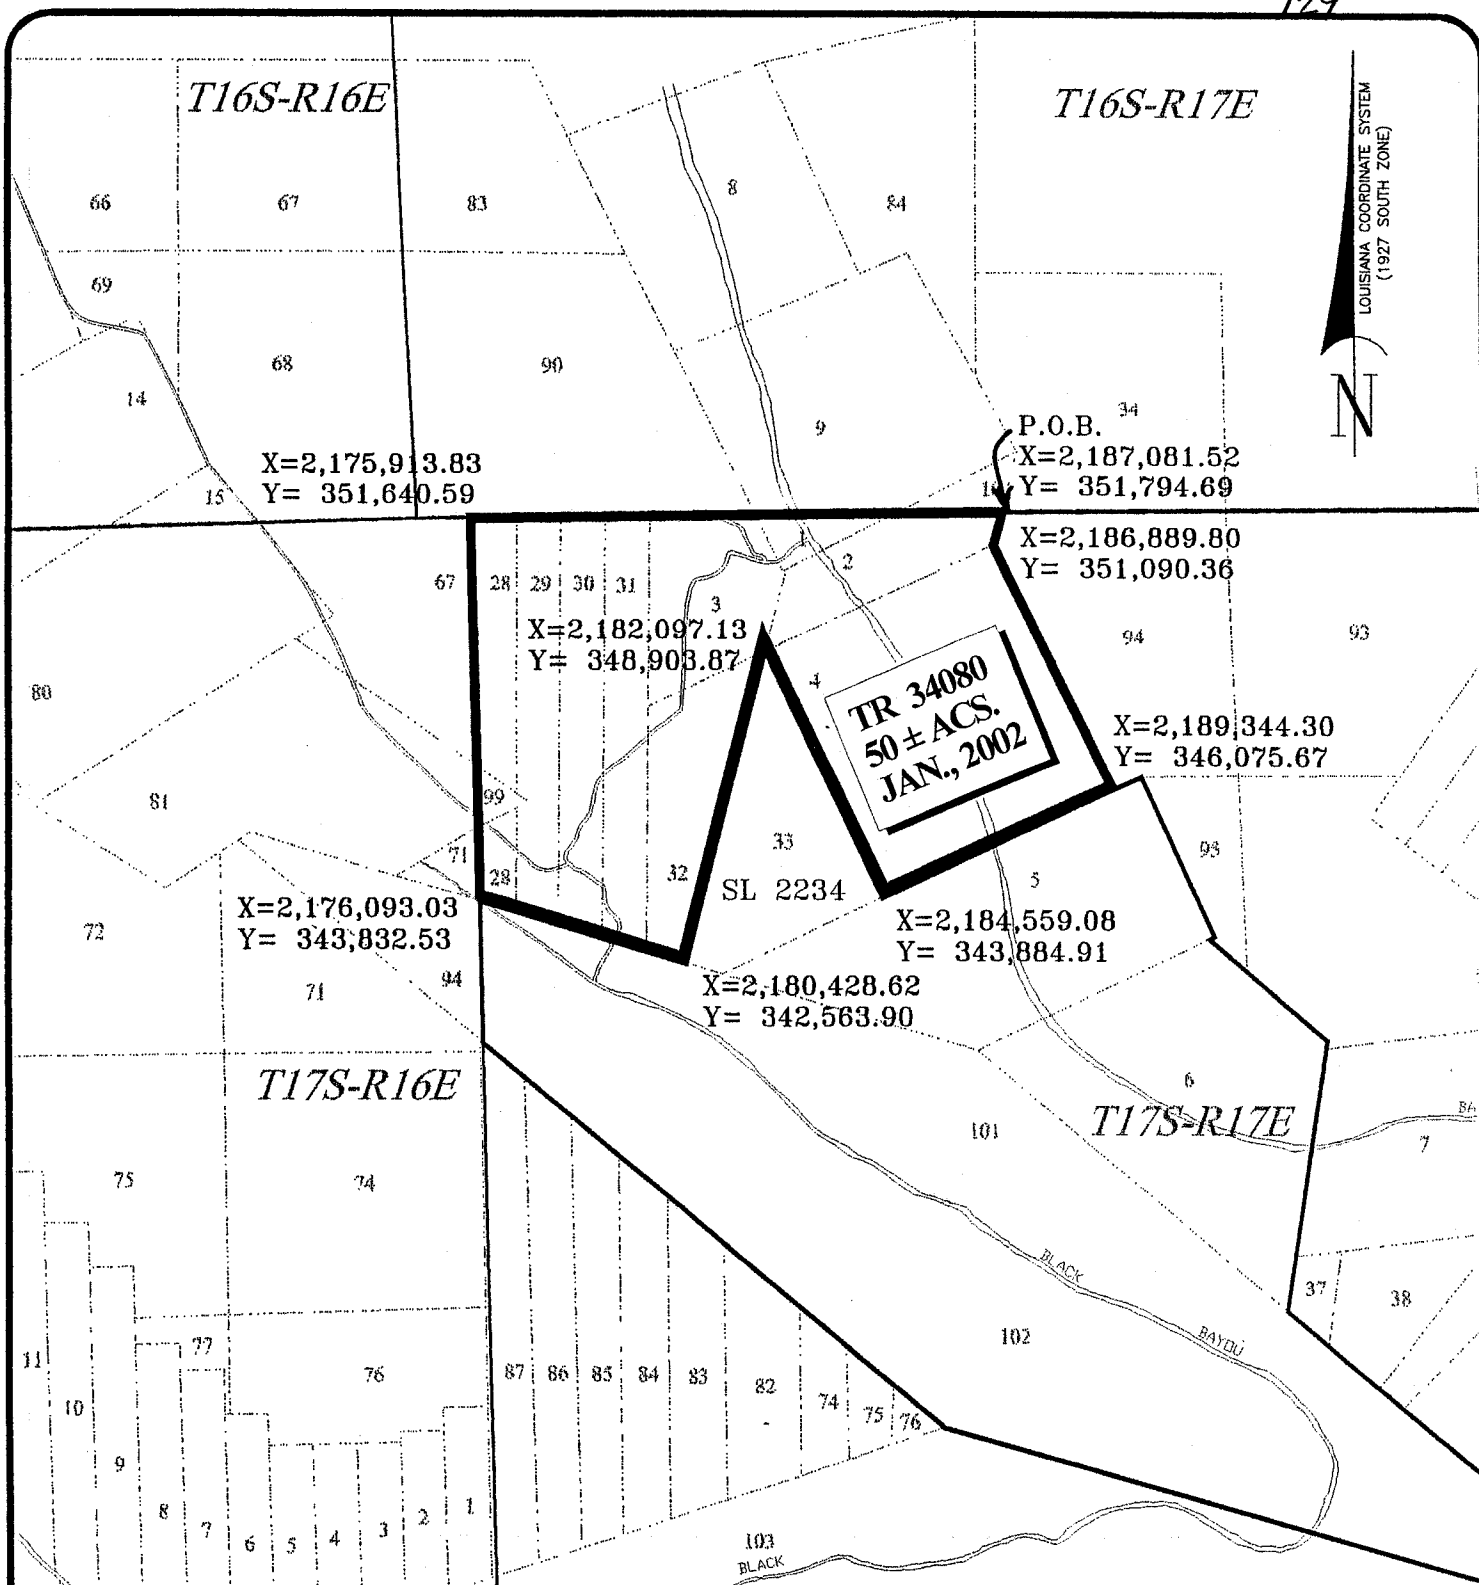 129
T16S-R16E
T16S-R17E
LOUISIANA COORDINATE SYSTEM
(1927 SOUTH ZONE)
N
66
67
83
8
84
69
68
90
14
9
34
P.O.B.
X=2,187,081.52
Y= 351,794.69
X=2,175,913.83
Y= 351,640.59
15
X=2,186,889.80
Y= 351,090.36
67
28
29
30
31
3
2
X=2,182,097.13
Y= 348,903.87
94
93
80
4
TR 34080
50 ± ACS.
JAN., 2002
X=2,189,344.30
Y= 346,075.67
81
99
71
28
32
33
SL 2234
5
95
X=2,176,093.03
Y= 343,832.53
72
X=2,184,559.08
Y= 343,884.91
94
71
X=2,180,428.62
Y= 342,563.90
T17S-R16E
6
T17S-R17E
BA
101
7
75
74
BLACK
BAYOU
37
38
102
11
77
76
87
86
85
84
83
82
74
75
76
10
9
8
7
6
5
4
3
2
1
103
BLACK